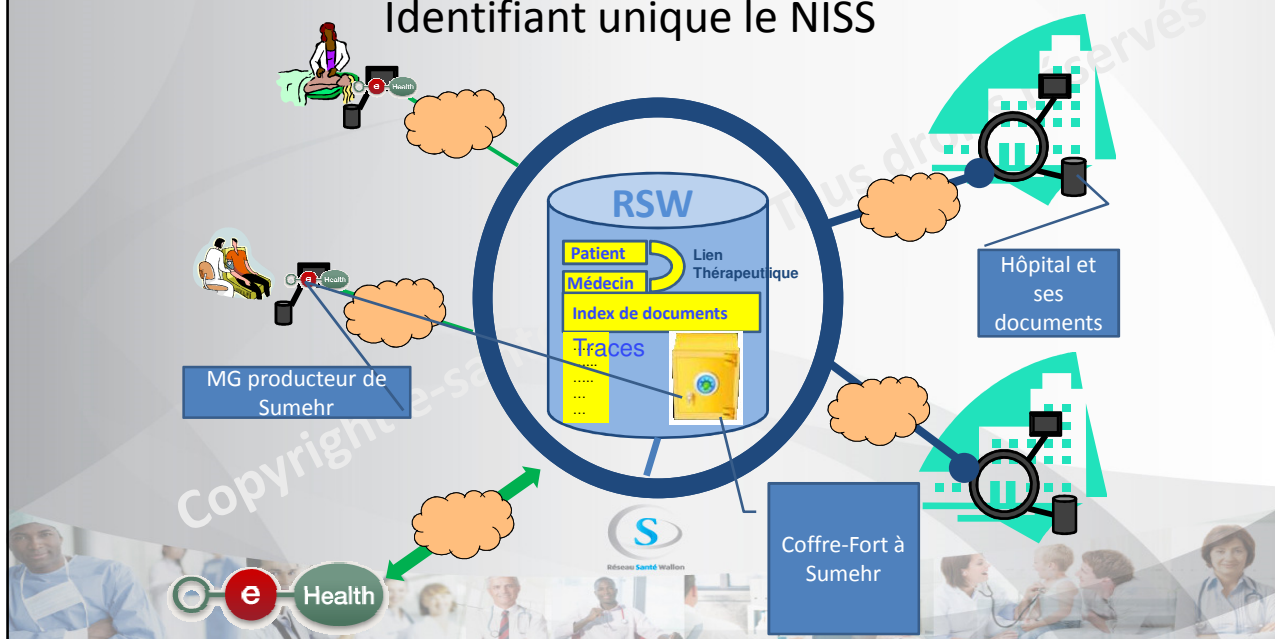 Identifiant unique le NISS
e Health
RSW
Patient
Lien
Thérapeutique
Médecin
Index de documents
Traces
.....
.....
.....
...
...
e Health
MG producteur de
Sumehr
Hôpital et
ses
documents
Coffre-Fort à
Sumehr
S
Réseau Santé Wallon
e Health
Copyright e-san
Tous droits réservés